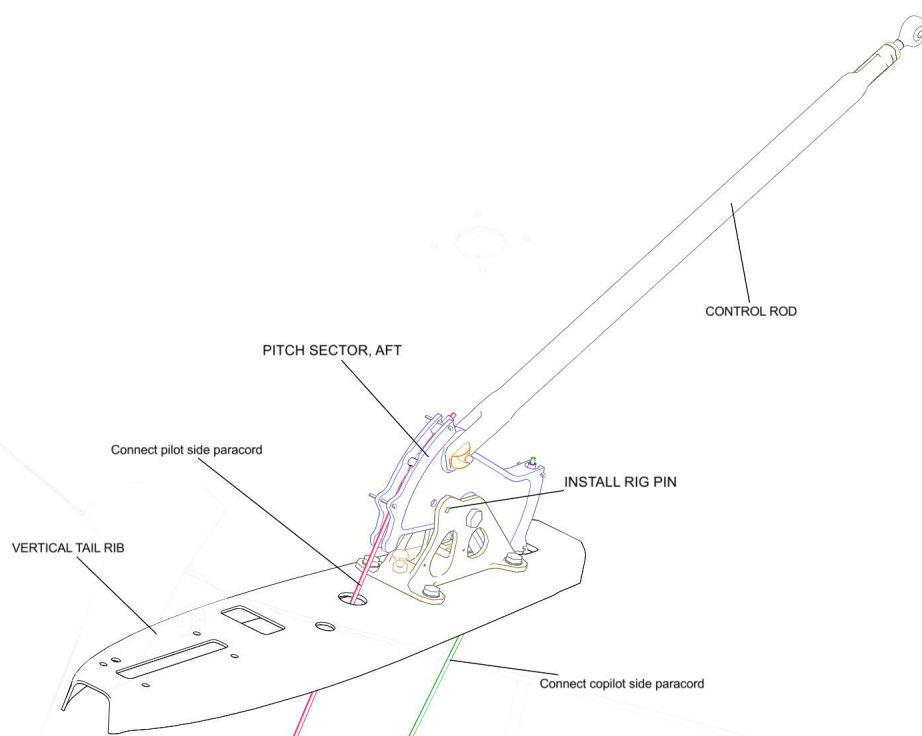 CONTROL ROD
PITCH SECTOR, AFT
Connect pilot side paracord
INSTALL RIG PIN
VERTICAL TAIL RIB
Connect copilot side paracord